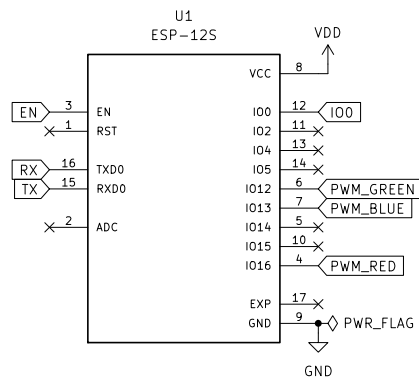 U1
ESP-12S
VDD
VCC 8
EN 3 EN
12 IO0 IO0
1 RST
IO2 11
IO4 13
RX 16 TXD0
IO5 14
TX 15 RXD0
IO12 6 PWM_GREEN
IO13 7 PWM_BLUE
2 ADC
IO14 5
IO15 10
IO16 4 PWM_RED
EXP 17
GND 9 PWR_FLAG
GND